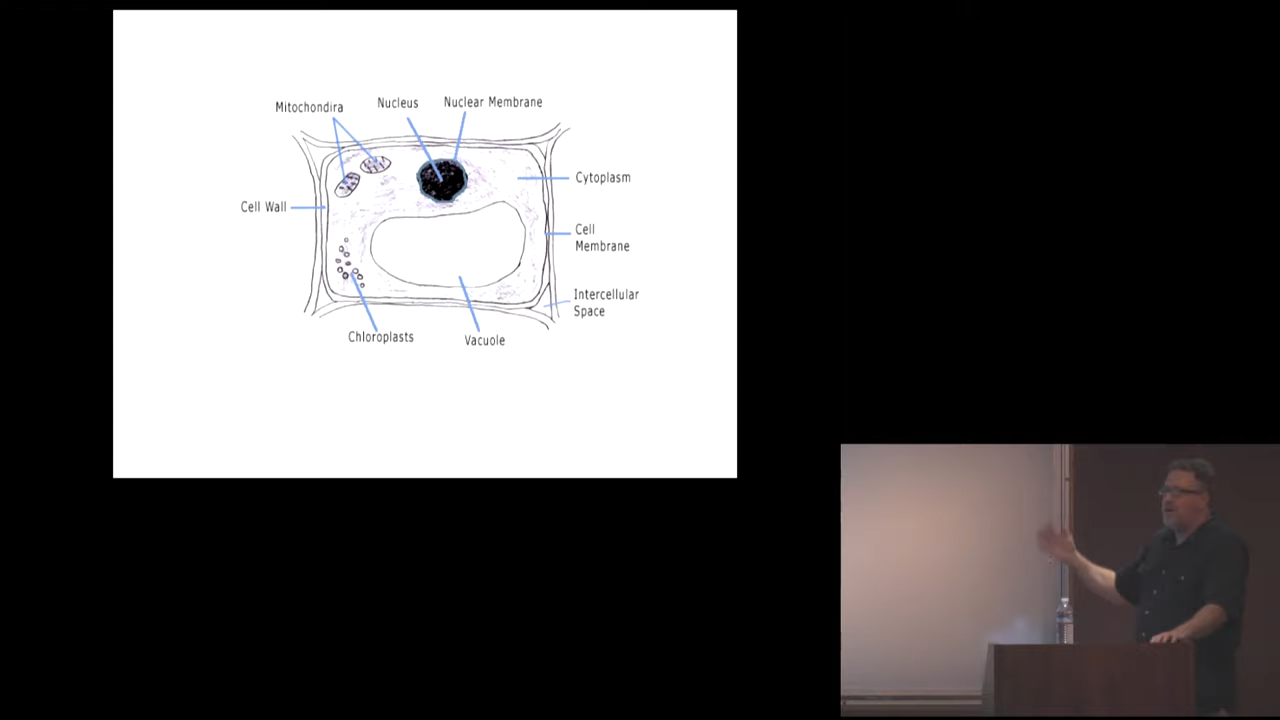 Mitochondira
Nucleus
Nuclear Membrane
Cytoplasm
Cell Wall
Cell
Membrane
Intercellular
Space
Chloroplasts
Vacuole